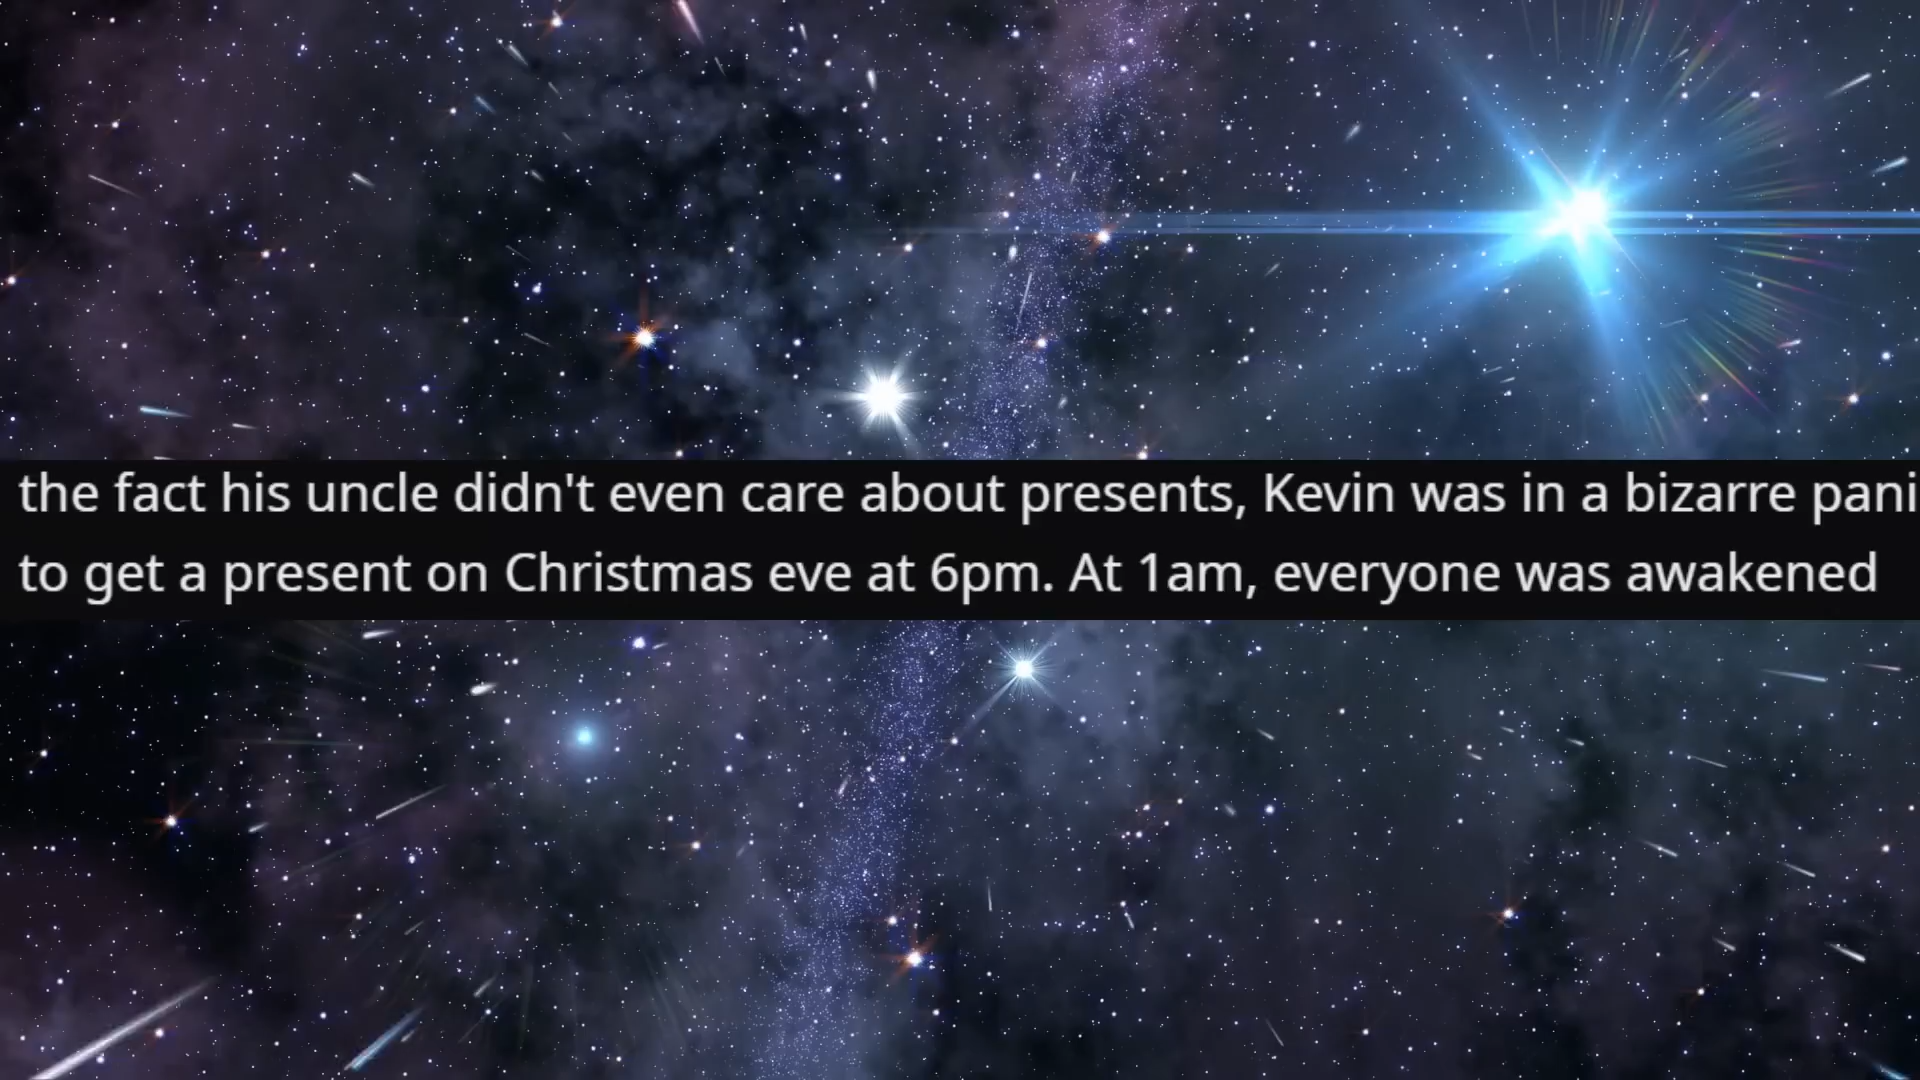 the fact his uncle didn't even care about presents, Kevin was in a bizarre pani
to get a present on Christmas eve at 6pm. At 1am, everyone was awakened